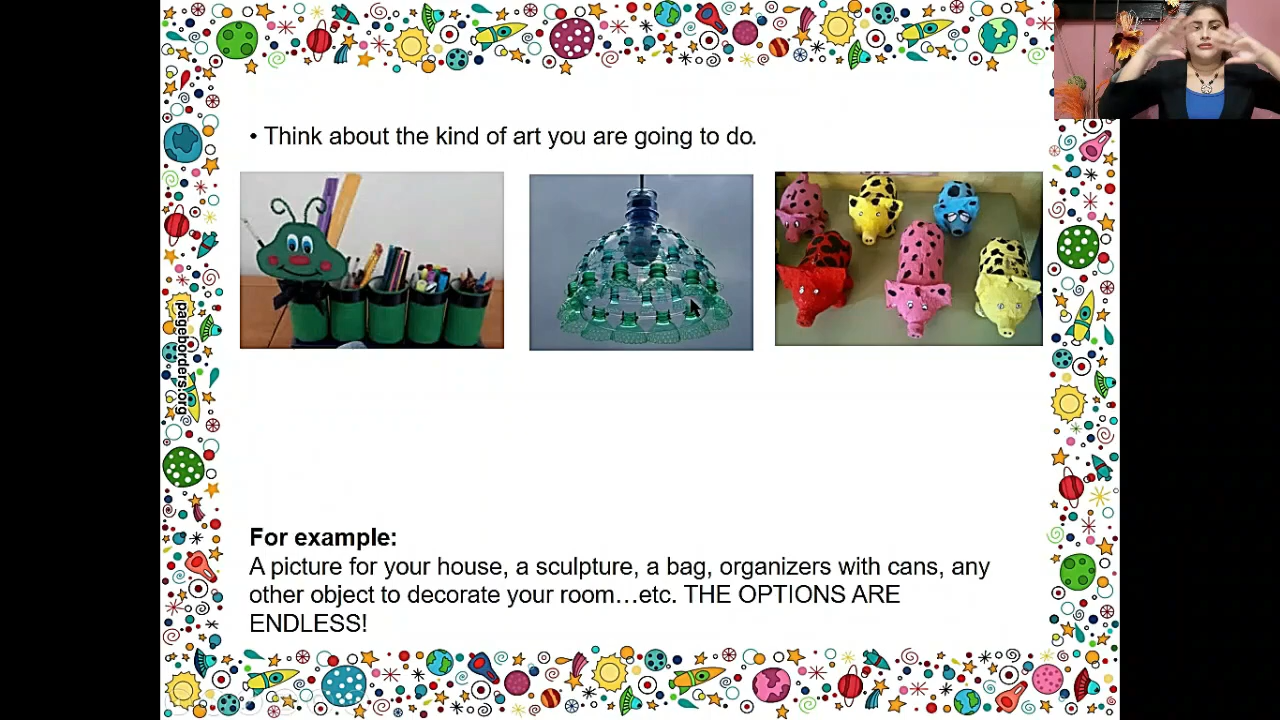 • Think about the kind of art you are going to do.
pageborders.org
For example:
A picture for your house, a sculpture, a bag, organizers with cans, any
other object to decorate your room…etc. THE OPTIONS ARE
ENDLESS!